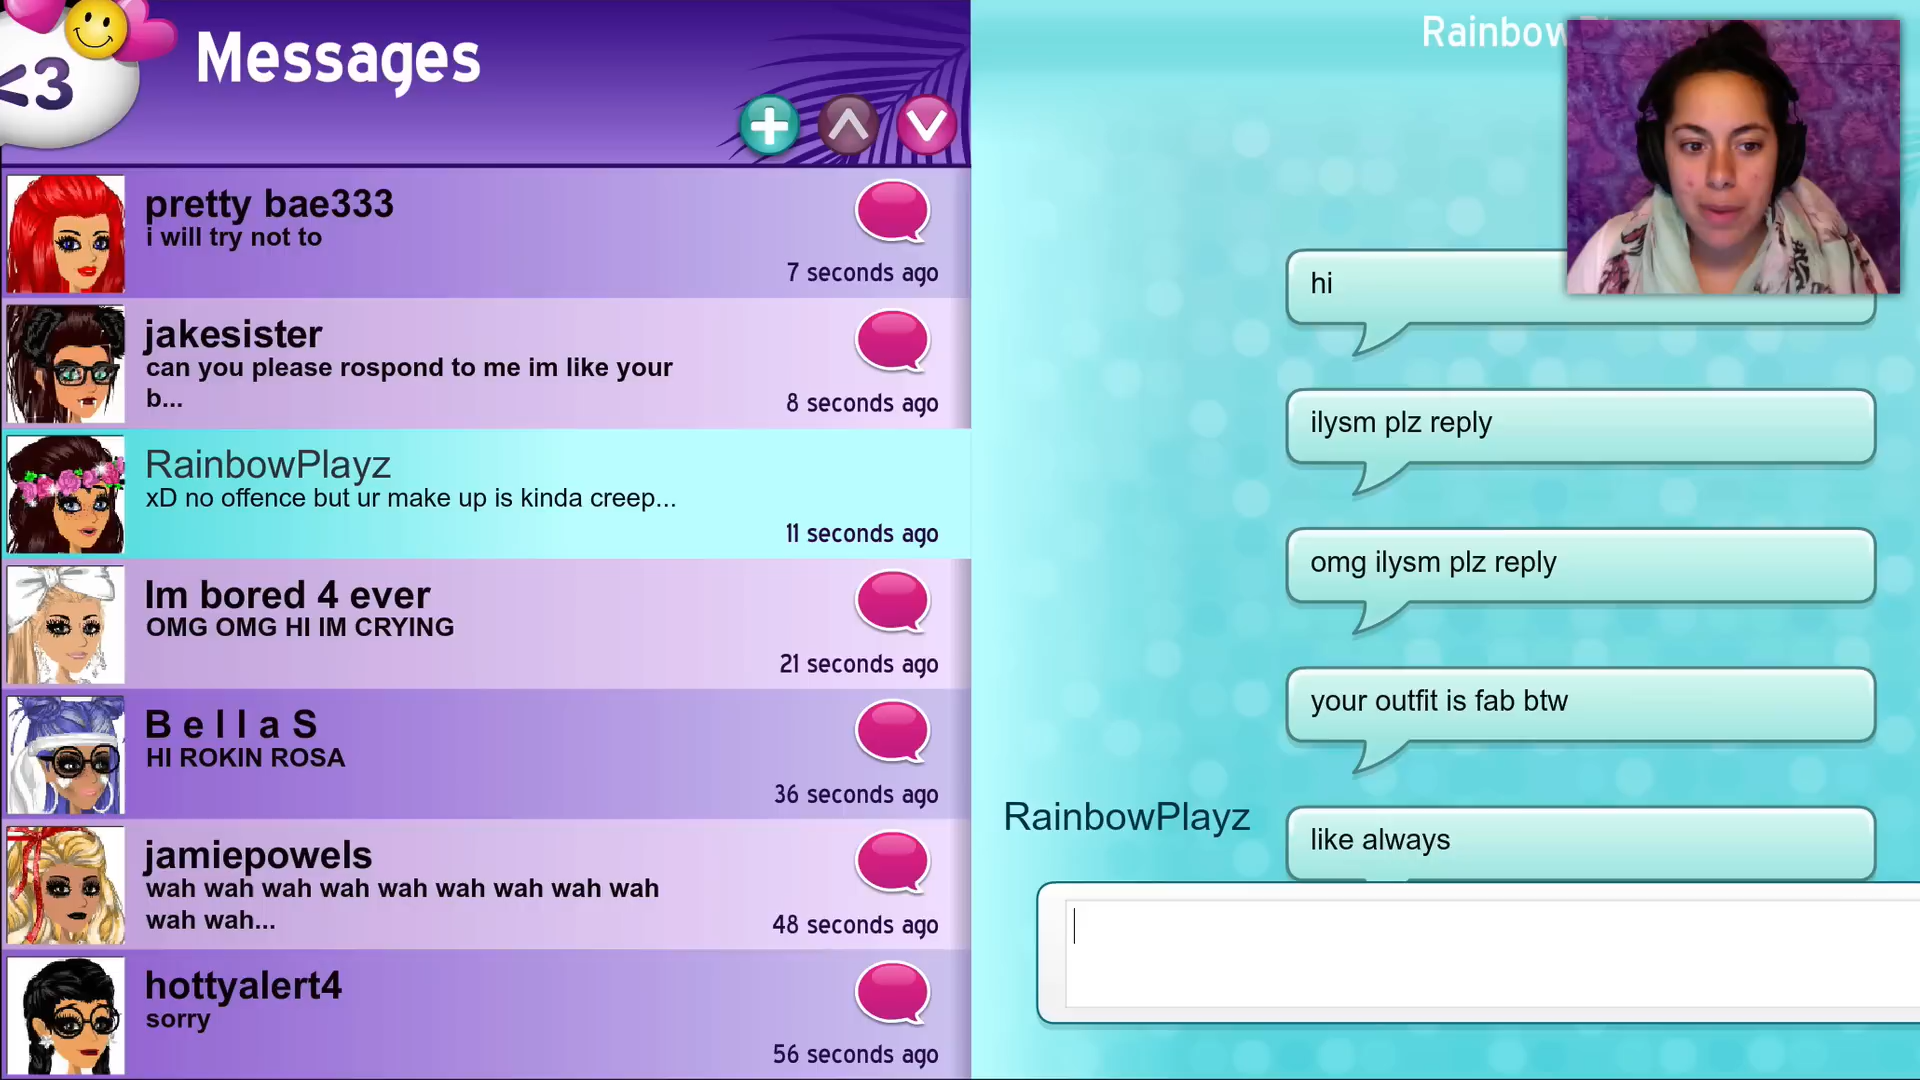 <3
Messages
pretty bae333
i will try not to
7 seconds ago
jakesister
can you please rospond to me im like your
b...
8 seconds ago
RainbowPlayz
xD no offence but ur make up is kinda creep...
11 seconds ago
Im bored 4 ever
OMG OMG HI IM CRYING
21 seconds ago
B e l l a S
HI ROKIN ROSA
36 seconds ago
jamiepowels
wah wah wah wah wah wah wah wah wah
wah wah...
48 seconds ago
hottyalert4
sorry
56 seconds ago
Rainbow
hi
ilysm plz reply
omg ilysm plz reply
your outfit is fab btw
RainbowPlayz
like always